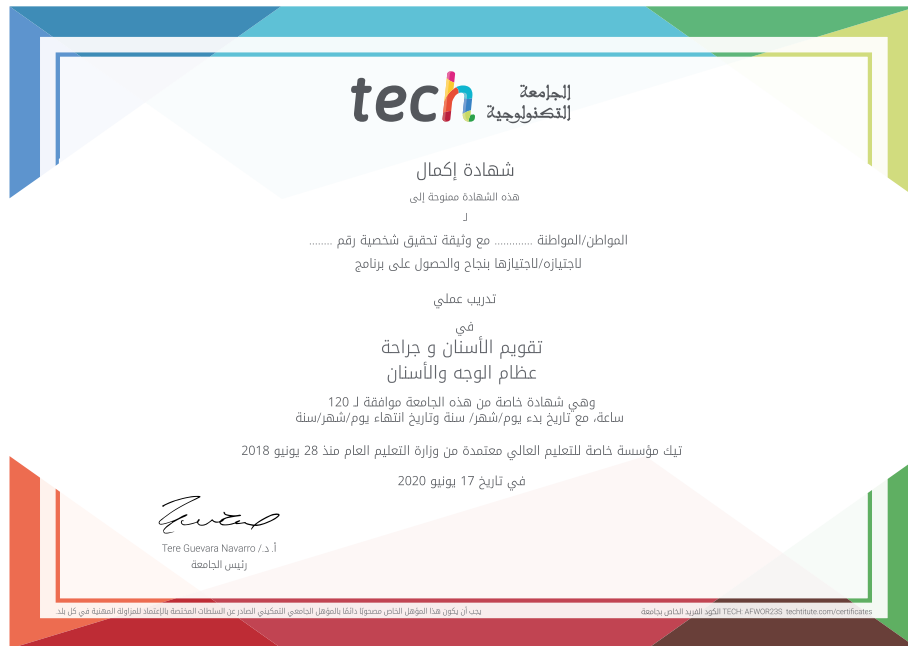 tech الجامعة
التكنولوجية
شهادة إكمال
هذه الشهادة ممنوحة إلى
لـ
المواطن/المواطنة ............ مع وثيقة تحقيق شخصية رقم ........
لاجتيازه/لاجتيازها بنجاح والحصول على برنامج
تدريب عملي
في
تقويم الأسنان و جراحة
عظام الوجه والأسنان
وهي شهادة خاصة من هذه الجامعة موافقة لـ 120
ساعة، مع تاريخ بدء يوم/شهر/ سنة وتاريخ انتهاء يوم/شهر/سنة
تيك مؤسسة خاصة للتعليم العالي معتمدة من وزارة التعليم العام منذ 28 يونيو 2018
في تاريخ 17 يونيو 2020
أ.د./ Tere Guevara Navarro
رئيس الجامعة
يجب أن يكون هذا المؤهل الخاص مصحوبًا دائمًا بالمؤهل الجامعي التمكيني الصادر عن السلطات المختصة بالإعتماد للمزاولة المهنية في كل بلد.
الكود الفريد الخاص بجامعة TECH: AFWOR23S techtitute.com/certificates